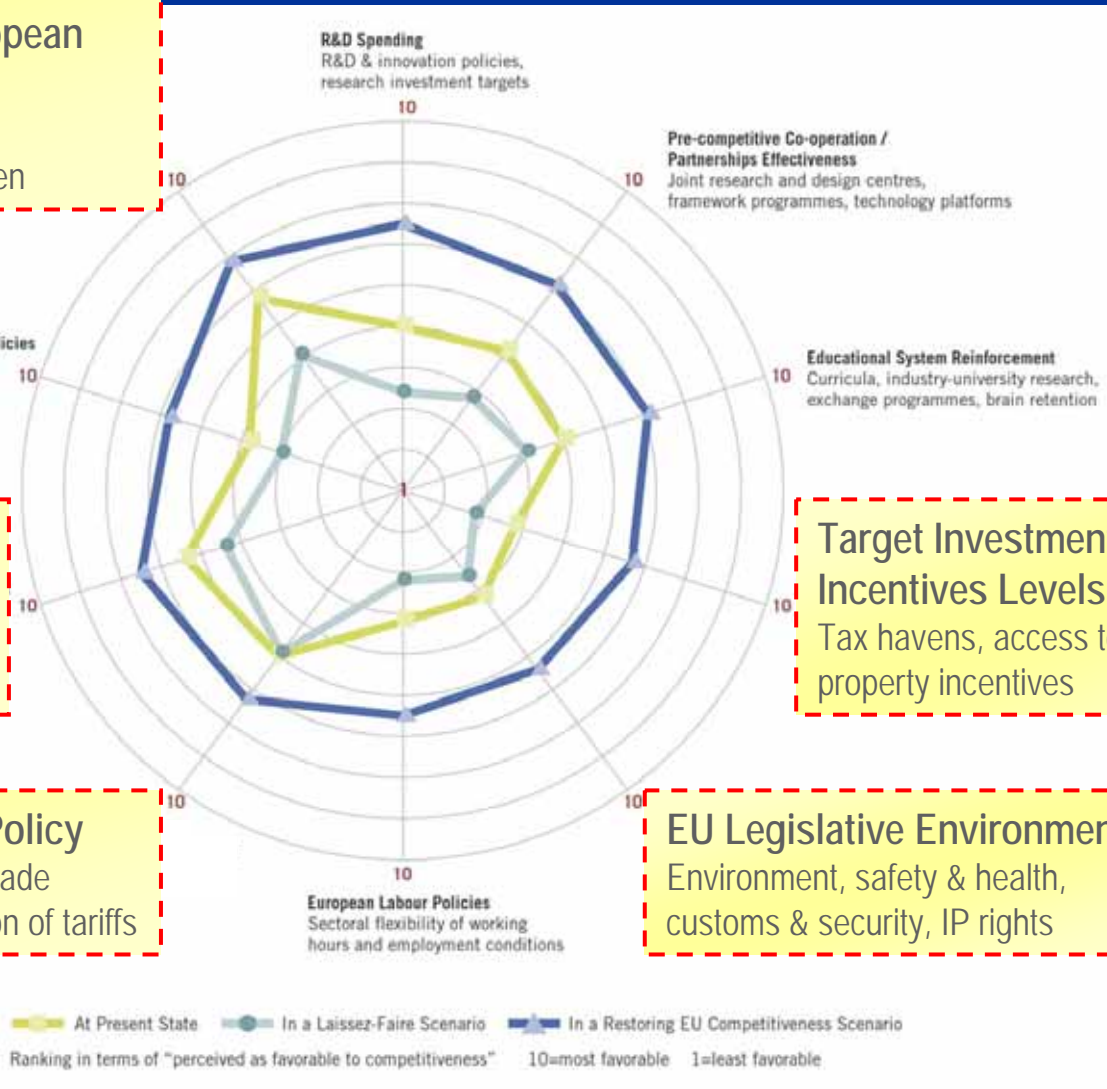 pean
en
R&D Spending
R&D & innovation policies,
research investment targets
10
10
Pre-competitive Co-operation /
Partnerships Effectiveness
Joint research and design centres,
framework programmes, technology platforms
10
icies
10
Educational System Reinforcement
Curricula, industry-university research,
exchange programmes, brain retention
10
1
10
Target Investmen
Incentives Levels
Tax havens, access t
property incentives
10
10
Policy
ade
on of tariffs
10
EU Legislative Environmen
Environment, safety & health,
customs & security, IP rights
10
European Labour Policies
Sectoral flexibility of working
hours and employment conditions
At Present State In a Laissez-Faire Scenario In a Restoring EU Competitiveness Scenario
Ranking in terms of "perceived as favorable to competitiveness" 10=most favorable 1=least favorable